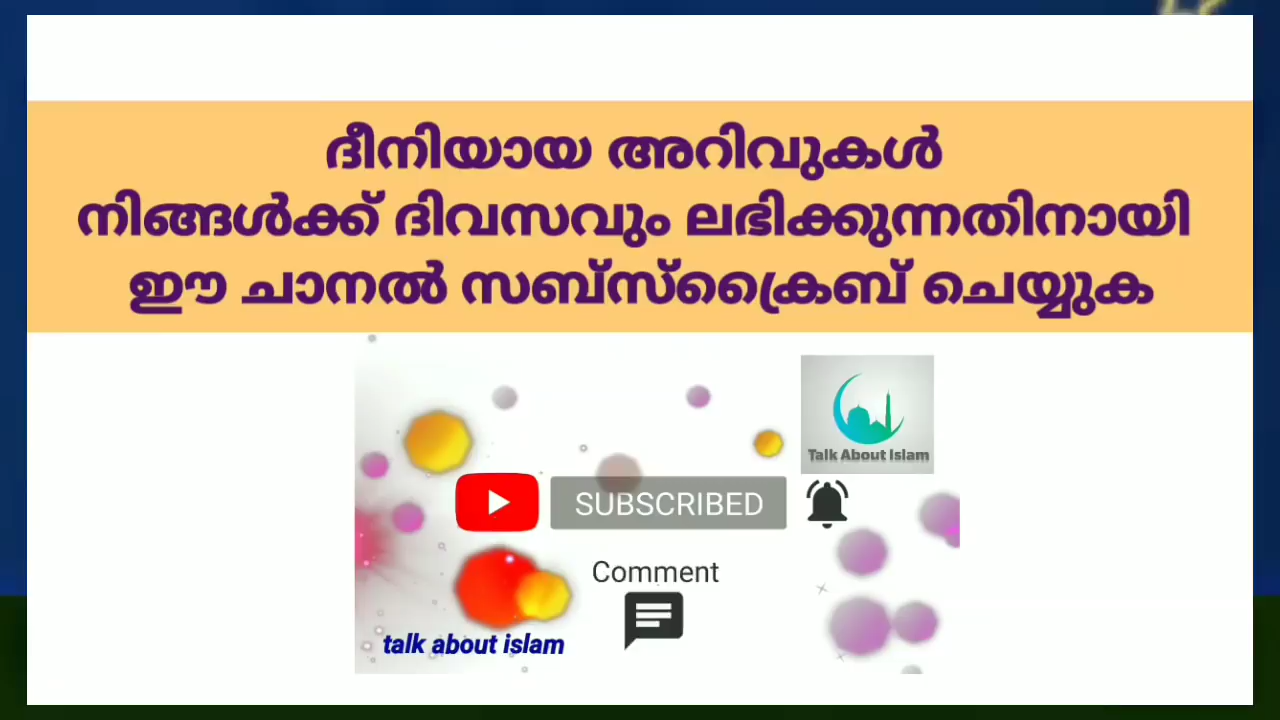 ദീനിയായ അറിവുകൾ
നിങ്ങൾക്ക് ദിവസവും ലഭിക്കുന്നതിനായി
ഈ ചാനൽ സബ്സ്ക്രൈബ് ചെയ്യുക
Talk About Islam
SUBSCRIBED
Comment
talk about islam